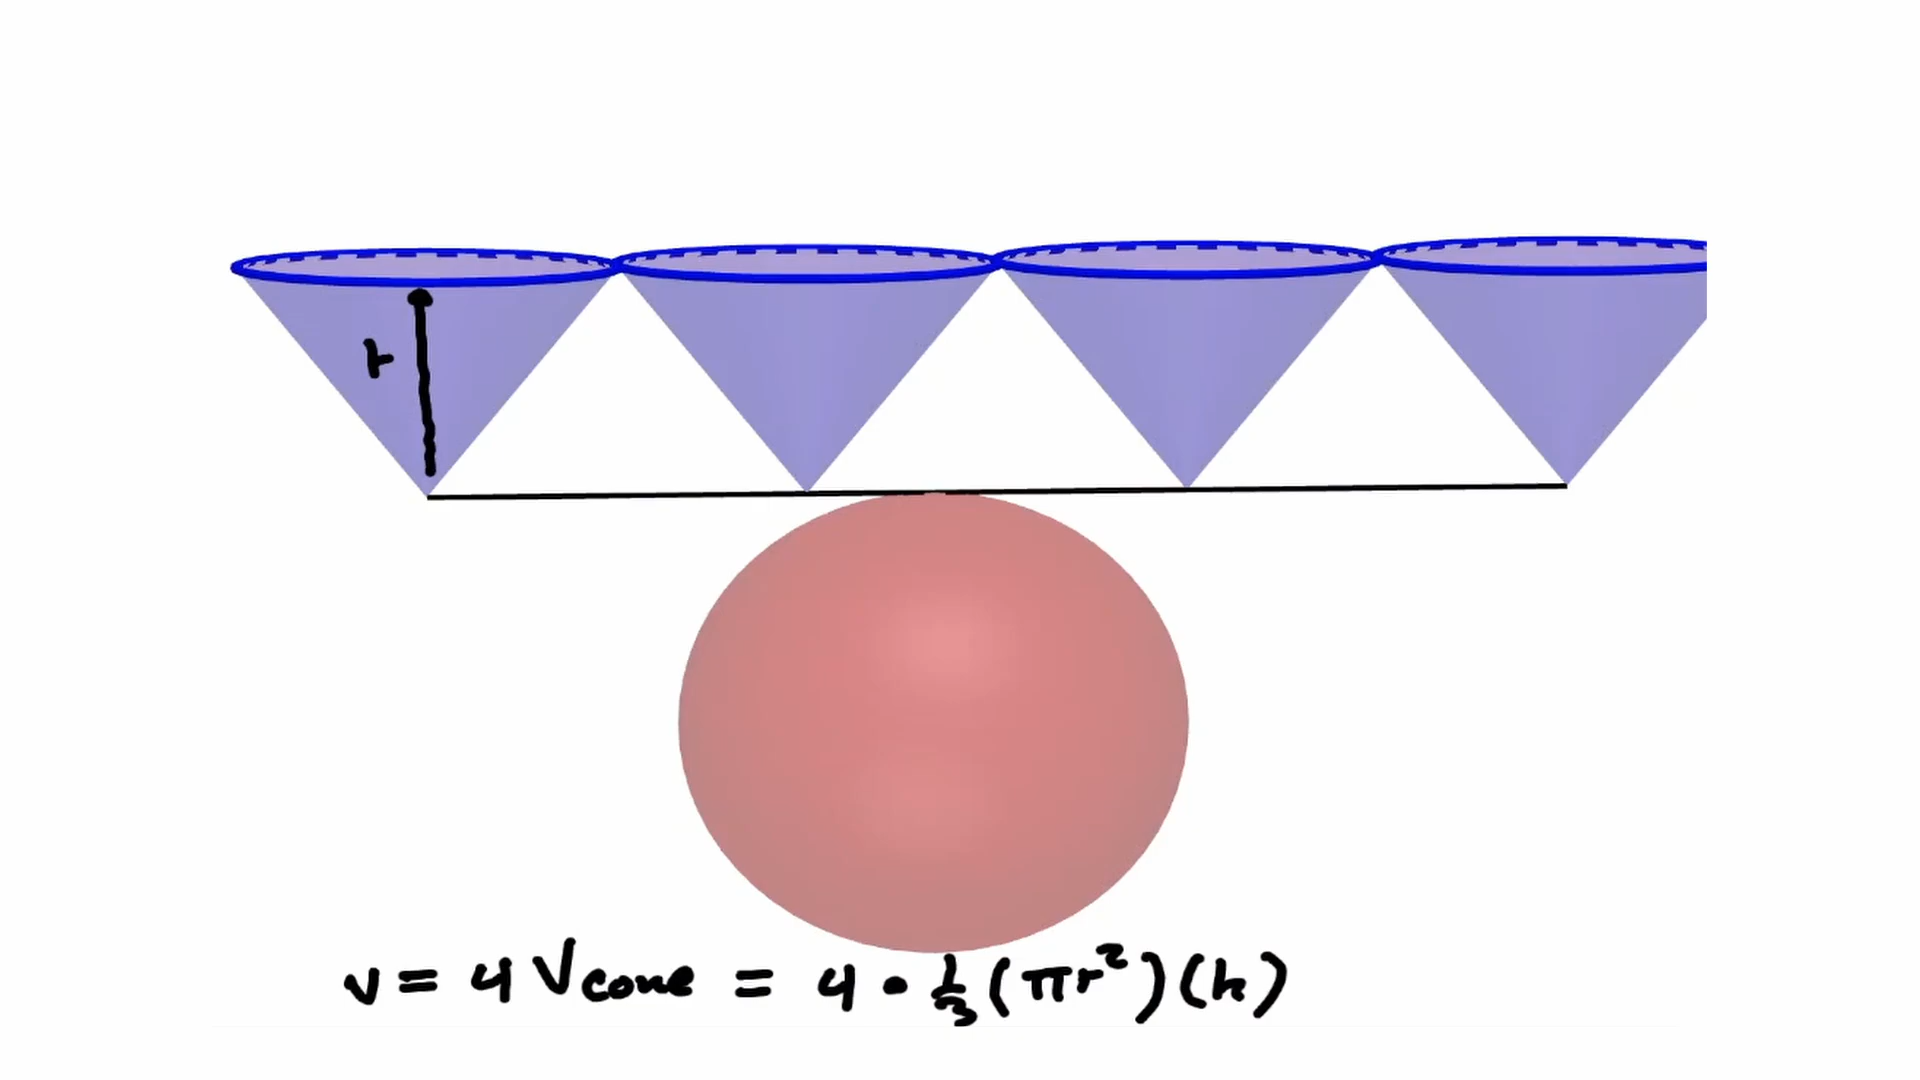 r
v = 4 Vcone = 4 • 1/3 (πr²)(h)